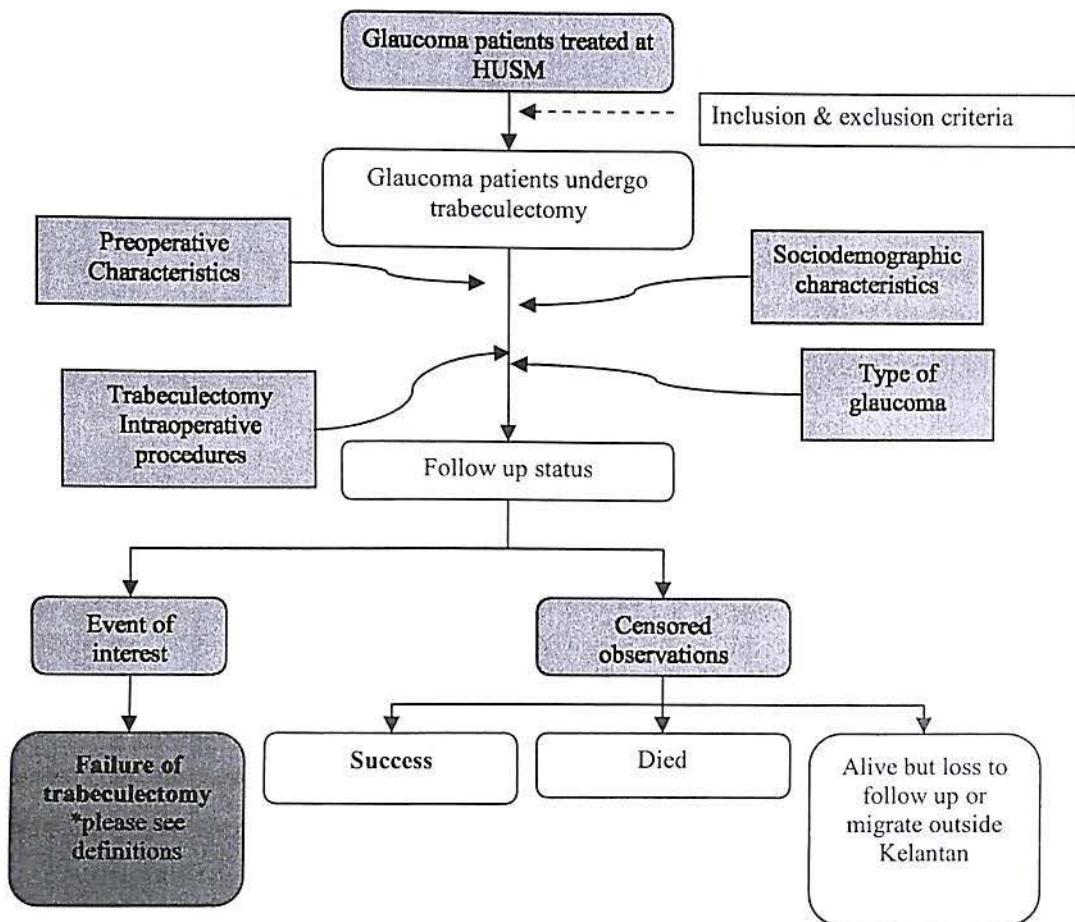 Glaucoma patients treated at
HUSM
Inclusion & exclusion criteria
Glaucoma patients undergo
trabeculectomy
Preoperative
Characteristics
Sociodemographic
characteristics
Trabeculectomy
Intraoperative
procedures
Type of
glaucoma
Follow up status
Event of
interest
Censored
observations
Failure of
trabeculectomy
*please see
definitions
Success
Died
Alive but loss to
follow up or
migrate outside
Kelantan